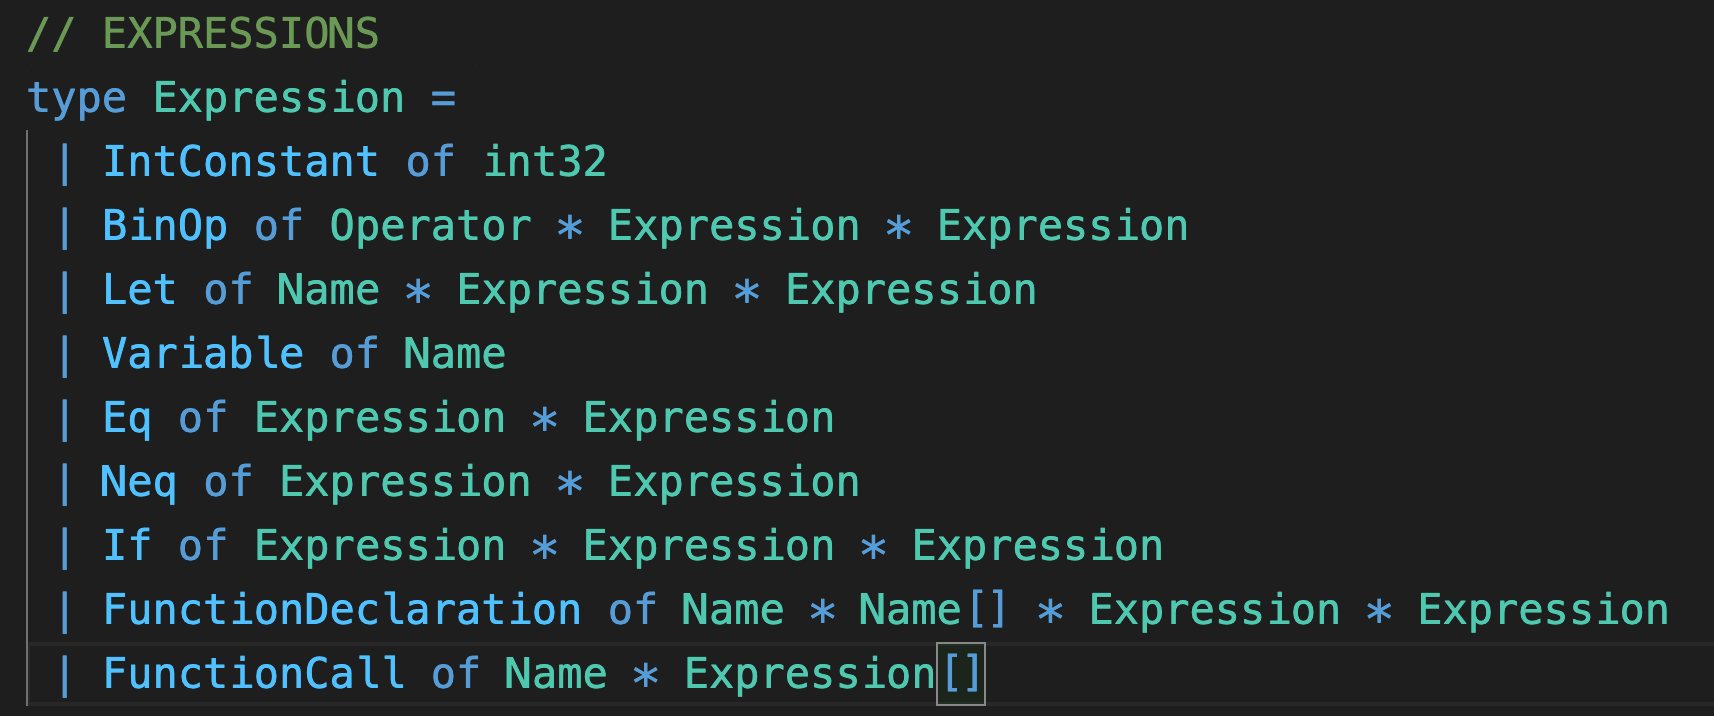 // EXPRESSIONS
type Expression =
| IntConstant of int32
| BinOp of Operator * Expression * Expression
| Let of Name * Expression * Expression
| Variable of Name
| Eq of Expression * Expression
| Neq of Expression * Expression
| If of Expression * Expression * Expression
| FunctionDeclaration of Name * Name[] * Expression * Expression
| FunctionCall of Name * Expression[]